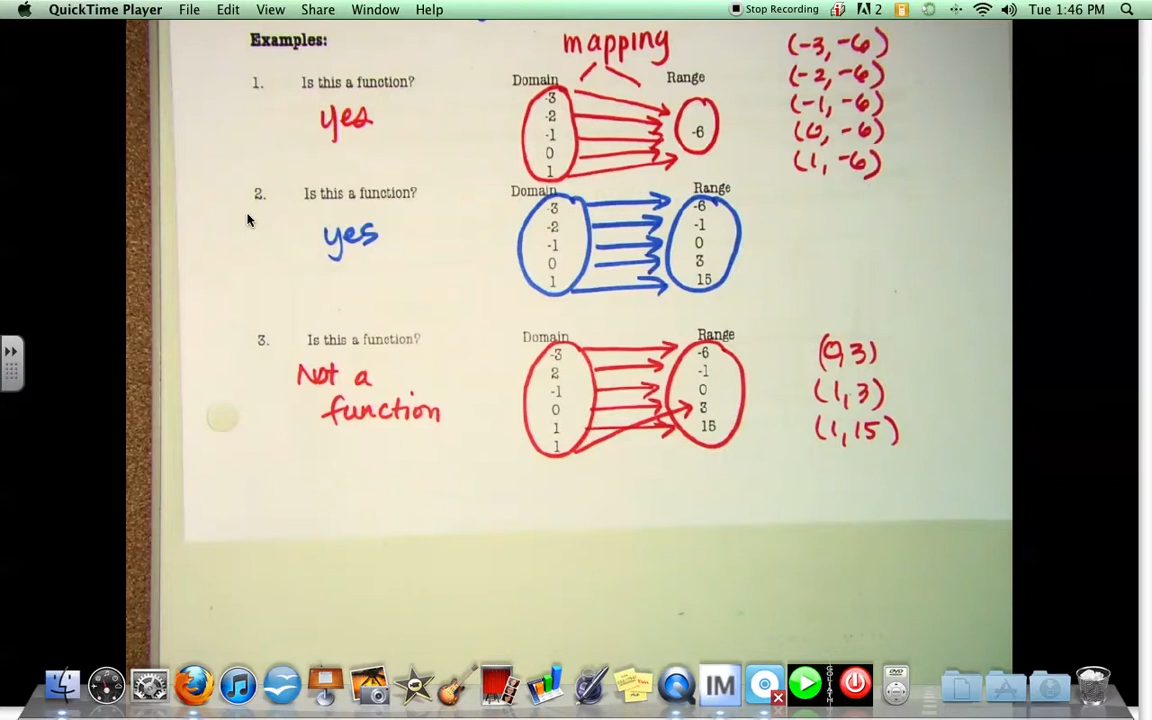 QuickTime Player File Edit View Share Window Help Stop Recording 2 Tue 1:46 PM
Examples:
mapping
1. Is this a function?
yes
Domain Range
-3
-2
-1
0
1
-6
(-3, -6)
(-2, -6)
(-1, -6)
(0, -6)
(1, -6)
2. Is this a function?
yes
Domain Range
-3
-2
-1
0
1
-6
-1
0
3
15
3. Is this a function?
Not a
function
Domain Range
-3
2
-1
0
1
1
-6
-1
0
3
15
(0,3)
(1,3)
(1,15)
IM
GOLIATH